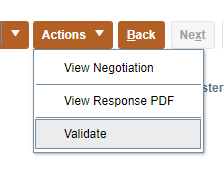 Actions Back Next
View Negotiation
View Response PDF
Validate